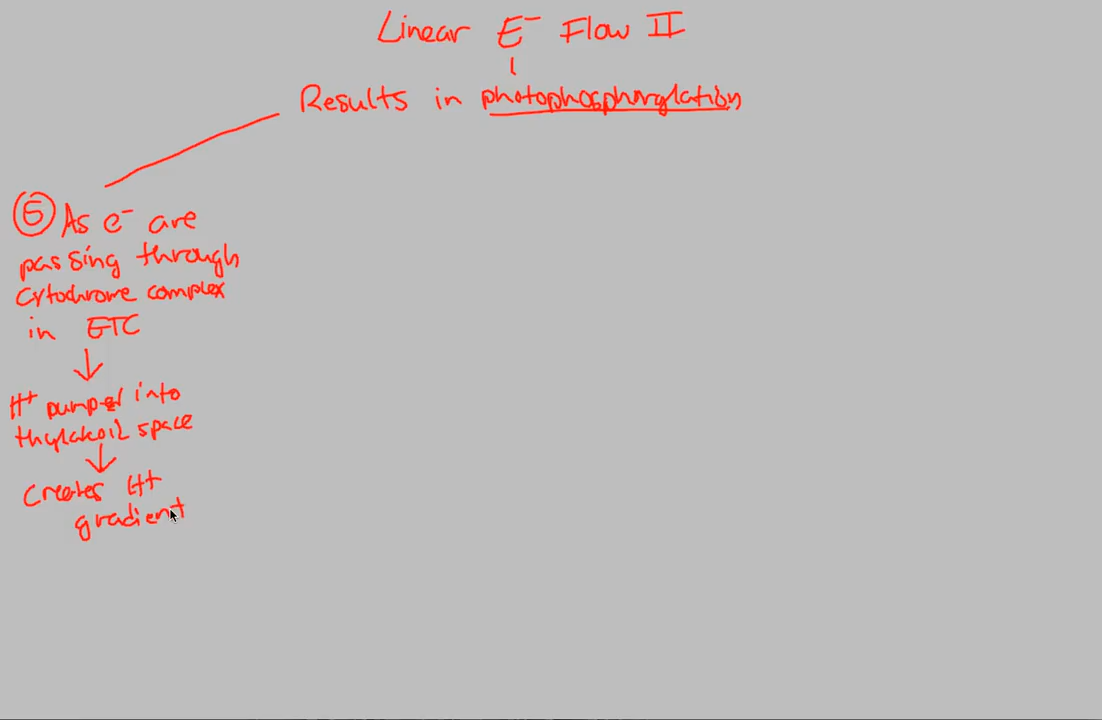 Linear E⁻ Flow II
Results in photophosphorylation
⑥ As e⁻ are
passing through
cytochrome complex
in ETC
↓
H⁺ pumped into
thylakoid space
↓
Creates H⁺
gradient